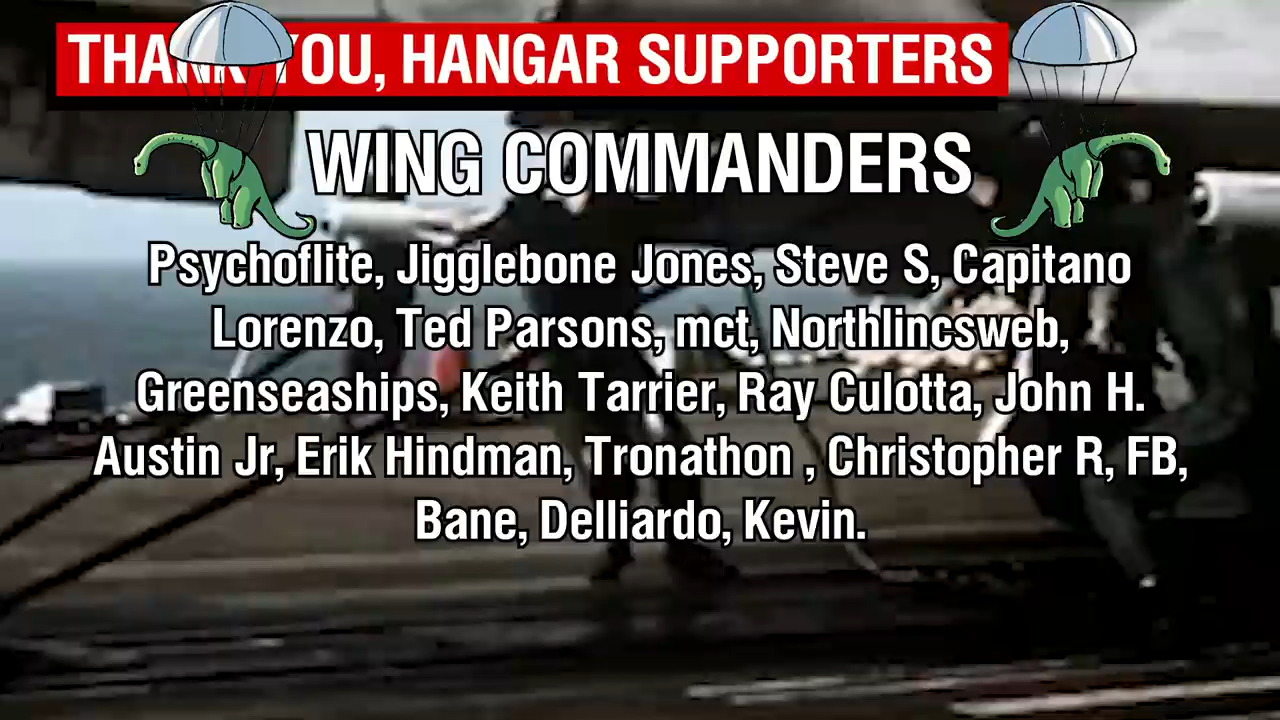 THANK YOU, HANGAR SUPPORTERS
WING COMMANDERS
Psychoflite, Jigglebone Jones, Steve S, Capitano
Lorenzo, Ted Parsons, mct, Northlincsweb,
Greenseaships, Keith Tarrier, Ray Culotta, John H.
Austin Jr, Erik Hindman, Tronathon , Christopher R, FB,
Bane, Delliardo, Kevin.